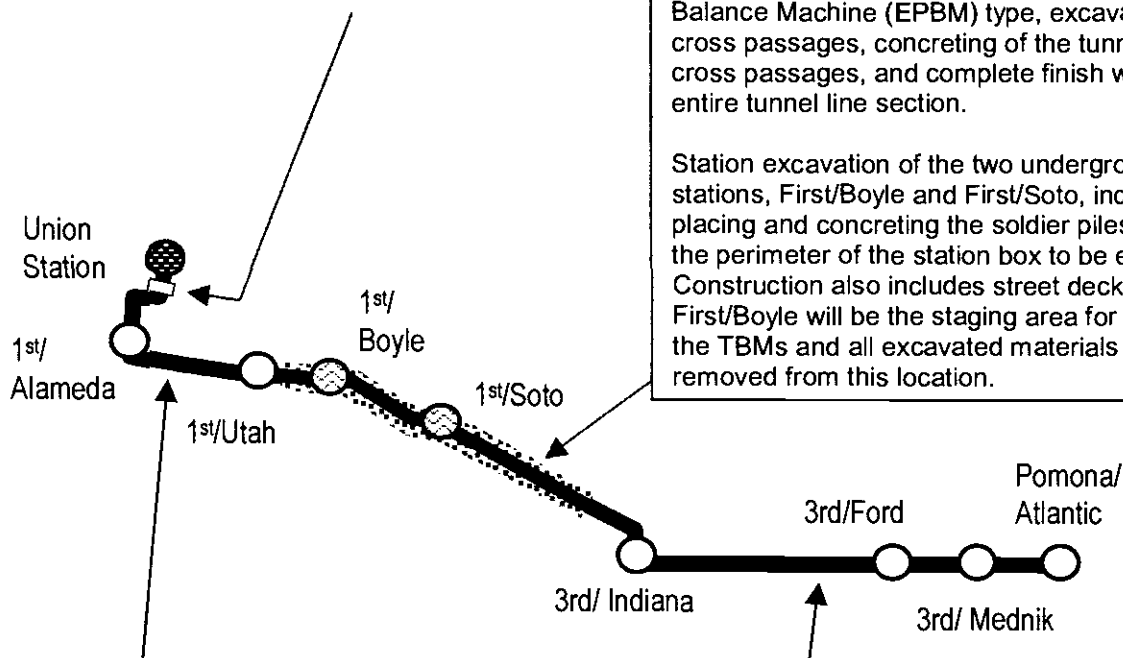 Balance Machine (EPBM) type, excava
cross passages, concreting of the tunn
cross passages, and complete finish w
entire tunnel line section.
Station excavation of the two undergro
stations, First/Boyle and First/Soto, inc
placing and concreting the soldier piles
the perimeter of the station box to be e
Construction also includes street deck
First/Boyle will be the staging area for
the TBMs and all excavated materials
removed from this location.
Union
Station
1st/
Alameda
1st/Utah
1st/
Boyle
1st/Soto
3rd/ Indiana
3rd/Ford
3rd/ Mednik
Pomona/
Atlantic